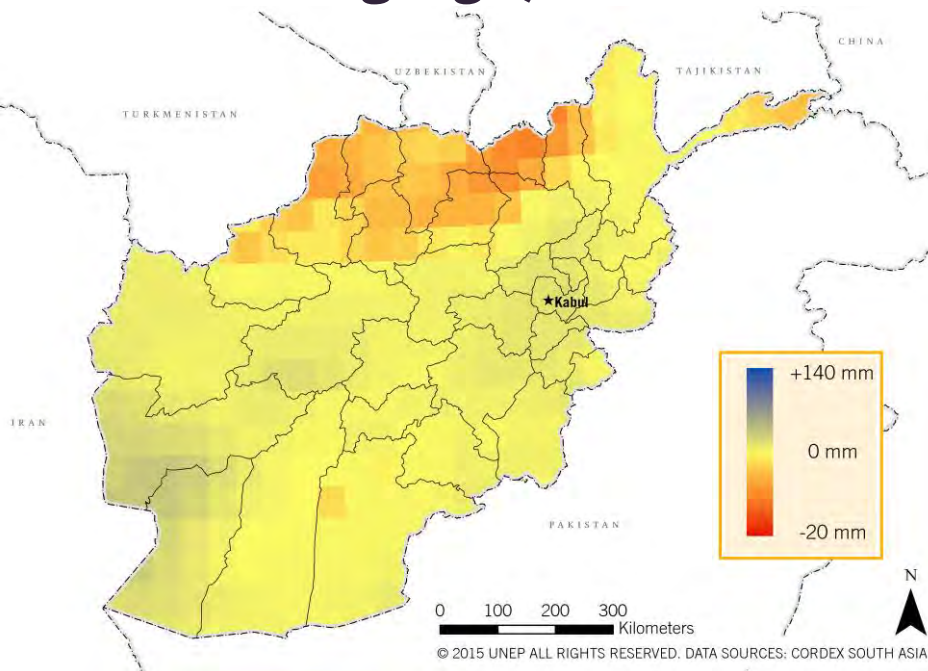 CHINA
UZBEKISTAN
TAJIKISTAN
TURKMENISTAN
★Kabul
+140 mm
0 mm
-20 mm
IRAN
PAKISTAN
N
0 100 200 300
Kilometers
© 2015 UNEP ALL RIGHTS RESERVED. DATA SOURCES: CORDEX SOUTH ASIA